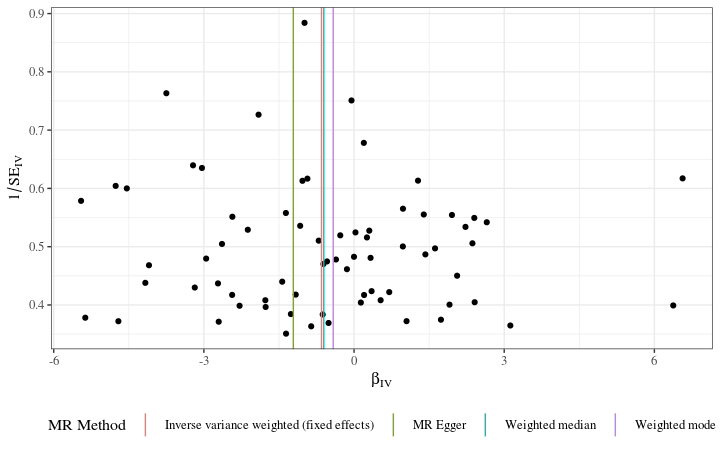 0.9
0.8
0.7
0.6
0.5
0.4
1/SE_IV
-6 -3 0 3 6
β_IV
MR Method Inverse variance weighted (fixed effects) MR Egger Weighted median Weighted mode